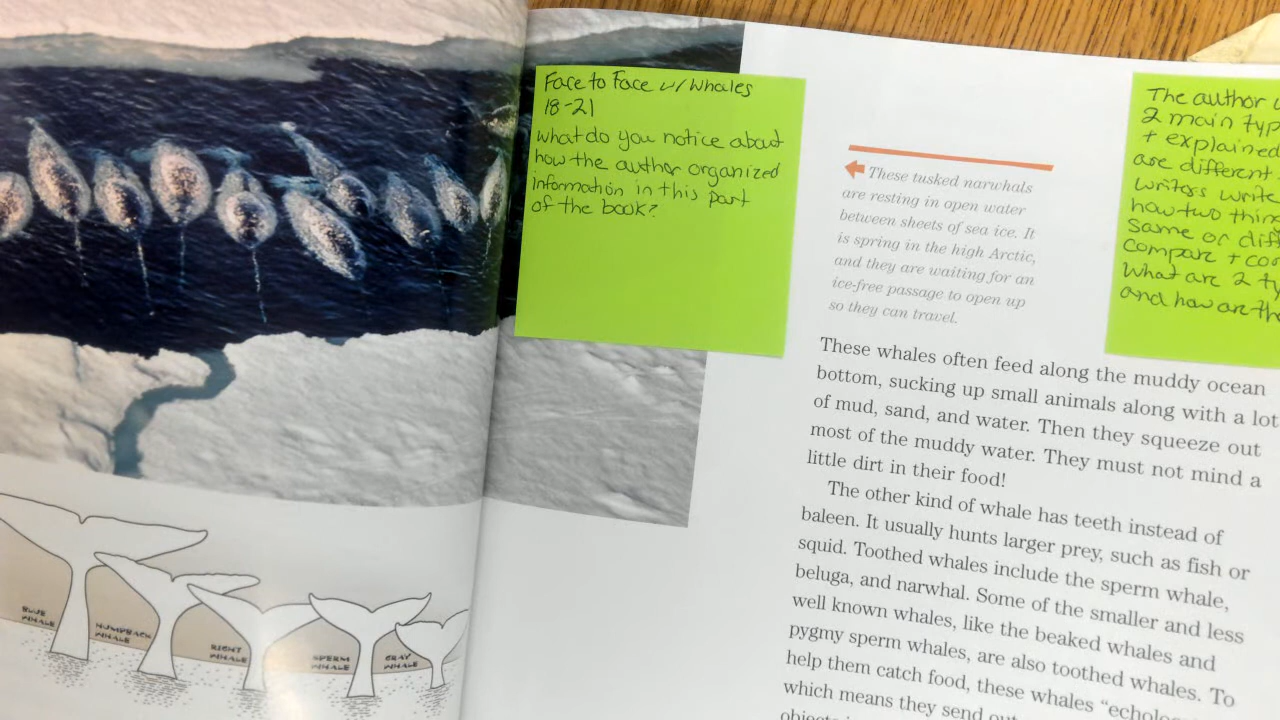 BLUE
WHALE
HUMPBACK
WHALE
RIGHT
WHALE
SPERM
WHALE
GRAY
WHALE
Face to Face w/ Whales
18-21
What do you notice about
how the author organized
information in this part
of the book?
These tusked narwhals
are resting in open water
between sheets of sea ice. It
is spring in the high Arctic,
and they are waiting for an
ice-free passage to open up
so they can travel.
These whales often feed along the muddy ocean
bottom, sucking up small animals along with a lot
of mud, sand, and water. Then they squeeze out
most of the muddy water. They must not mind a
little dirt in their food!
The other kind of whale has teeth instead of
baleen. It usually hunts larger prey, such as fish or
squid. Toothed whales include the sperm whale,
beluga, and narwhal. Some of the smaller and less
well known whales, like the beaked whales and
pygmy sperm whales, are also toothed whales. To
help them catch food, these whales "echoloc
which means they send out
The author
2 main typ
+ explained
are different
writers write
how two thin
same or diff
compare + co
What are 2 ty
and how are th